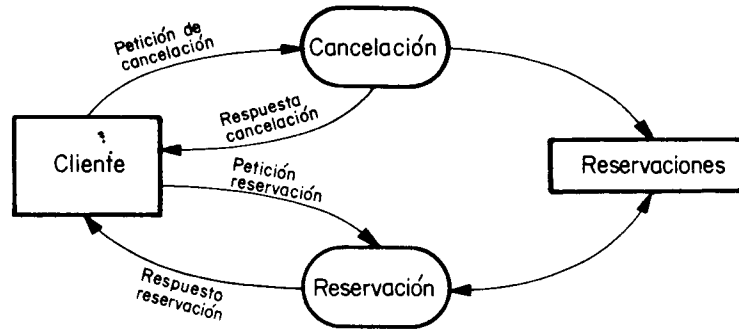 Petición de
cancelación
Cancelación
Respuesta
cancelación
Cliente
Petición
reservación
Reservaciones
Respuesto
reservación
Reservación